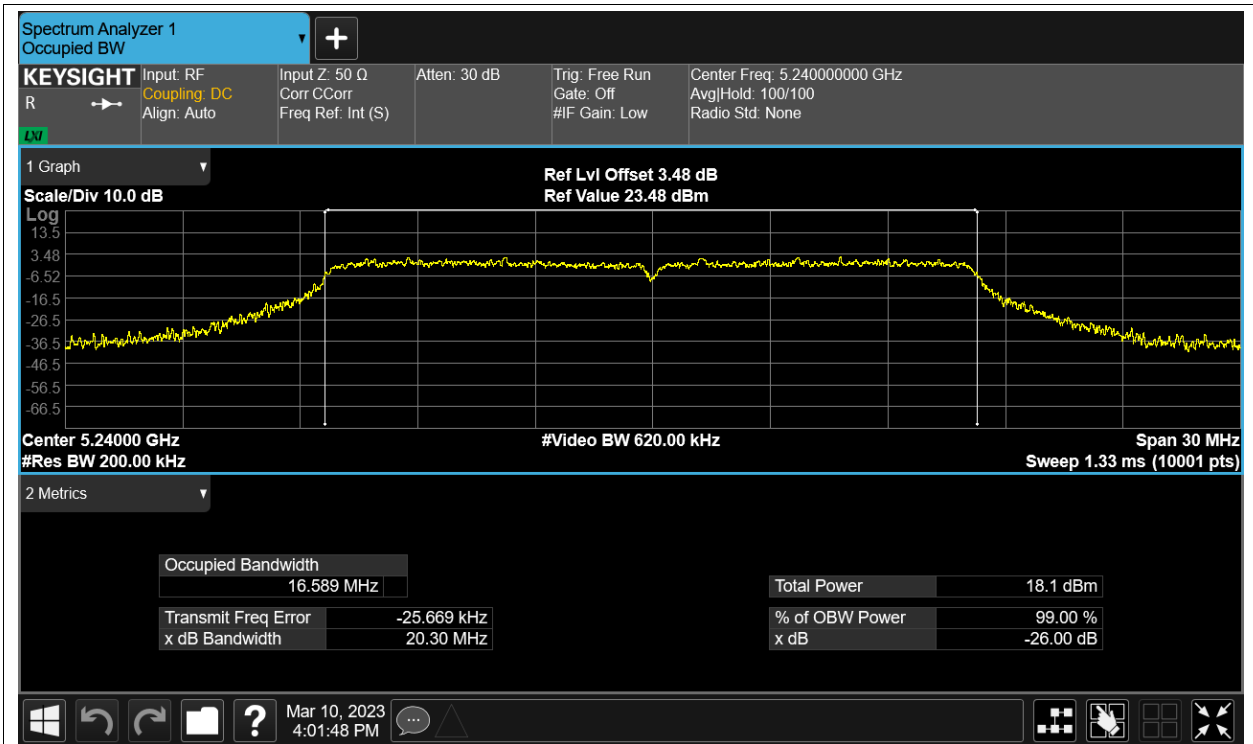 Spectrum Analyzer 1
Occupied BW
KEYSIGHT
R
LXI
Input: RF
Coupling: DC
Align: Auto
Input Z: 50 Ω
Corr CCorr
Freq Ref: Int (S)
Atten: 30 dB
Trig: Free Run
Gate: Off
#IF Gain: Low
Center Freq: 5.240000000 GHz
Avg|Hold: 100/100
Radio Std: None
1 Graph
Scale/Div 10.0 dB
Ref Lvl Offset 3.48 dB
Ref Value 23.48 dBm
Log
13.5
3.48
-6.52
-16.5
-26.5
-36.5
-46.5
-56.5
-66.5
Center 5.24000 GHz
#Res BW 200.00 kHz
#Video BW 620.00 kHz
Span 30 MHz
Sweep 1.33 ms (10001 pts)
2 Metrics
Occupied Bandwidth
16.589 MHz
Transmit Freq Error -25.669 kHz
x dB Bandwidth 20.30 MHz
Total Power 18.1 dBm
% of OBW Power 99.00 %
x dB -26.00 dB
?
Mar 10, 2023
4:01:48 PM